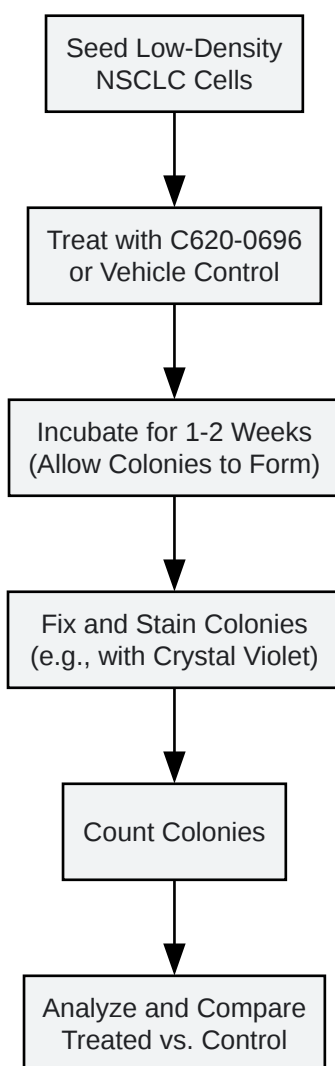 Seed Low-Density
NSCLC Cells
Treat with C620-0696
or Vehicle Control
Incubate for 1-2 Weeks
(Allow Colonies to Form)
Fix and Stain Colonies
(e.g., with Crystal Violet)
Count Colonies
Analyze and Compare
Treated vs. Control